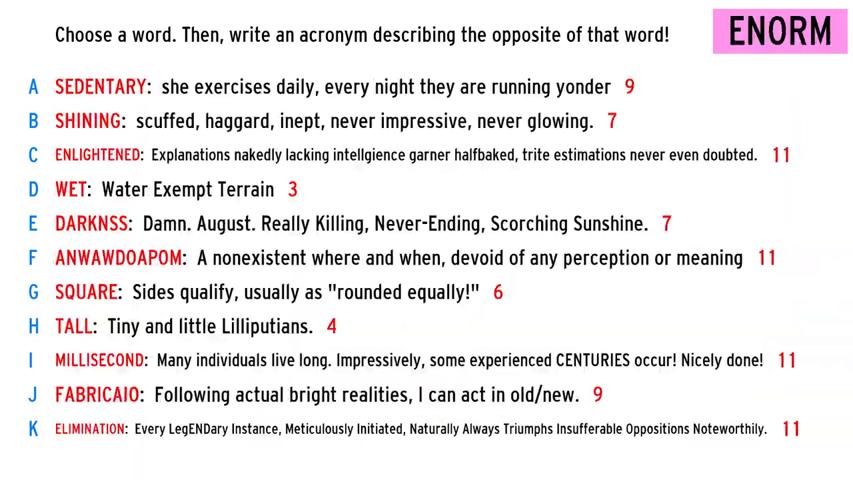 Choose a word. Then, write an acronym describing the opposite of that word!
ENORM
A SEDENTARY: she exercises daily, every night they are running yonder 9
B SHINING: scuffed, haggard, inept, never impressive, never glowing. 7
C ENLIGHTENED: Explanations nakedly lacking intellgience garner halfbaked, trite estimations never even doubted. 11
D WET: Water Exempt Terrain 3
E DARKNSS: Damn. August. Really Killing, Never-Ending, Scorching Sunshine. 7
F ANWAWDOAPOM: A nonexistent where and when, devoid of any perception or meaning 11
G SQUARE: Sides qualify, usually as "rounded equally!" 6
H TALL: Tiny and little Lilliputians. 4
I MILLISECOND: Many individuals live long. Impressively, some experienced CENTURIES occur! Nicely done! 11
J FABRICAIO: Following actual bright realities, I can act in old/new. 9
K ELIMINATION: Every LegENDary Instance, Meticulously Initiated, Naturally Always Triumphs Insufferable Oppositions Noteworthily. 11